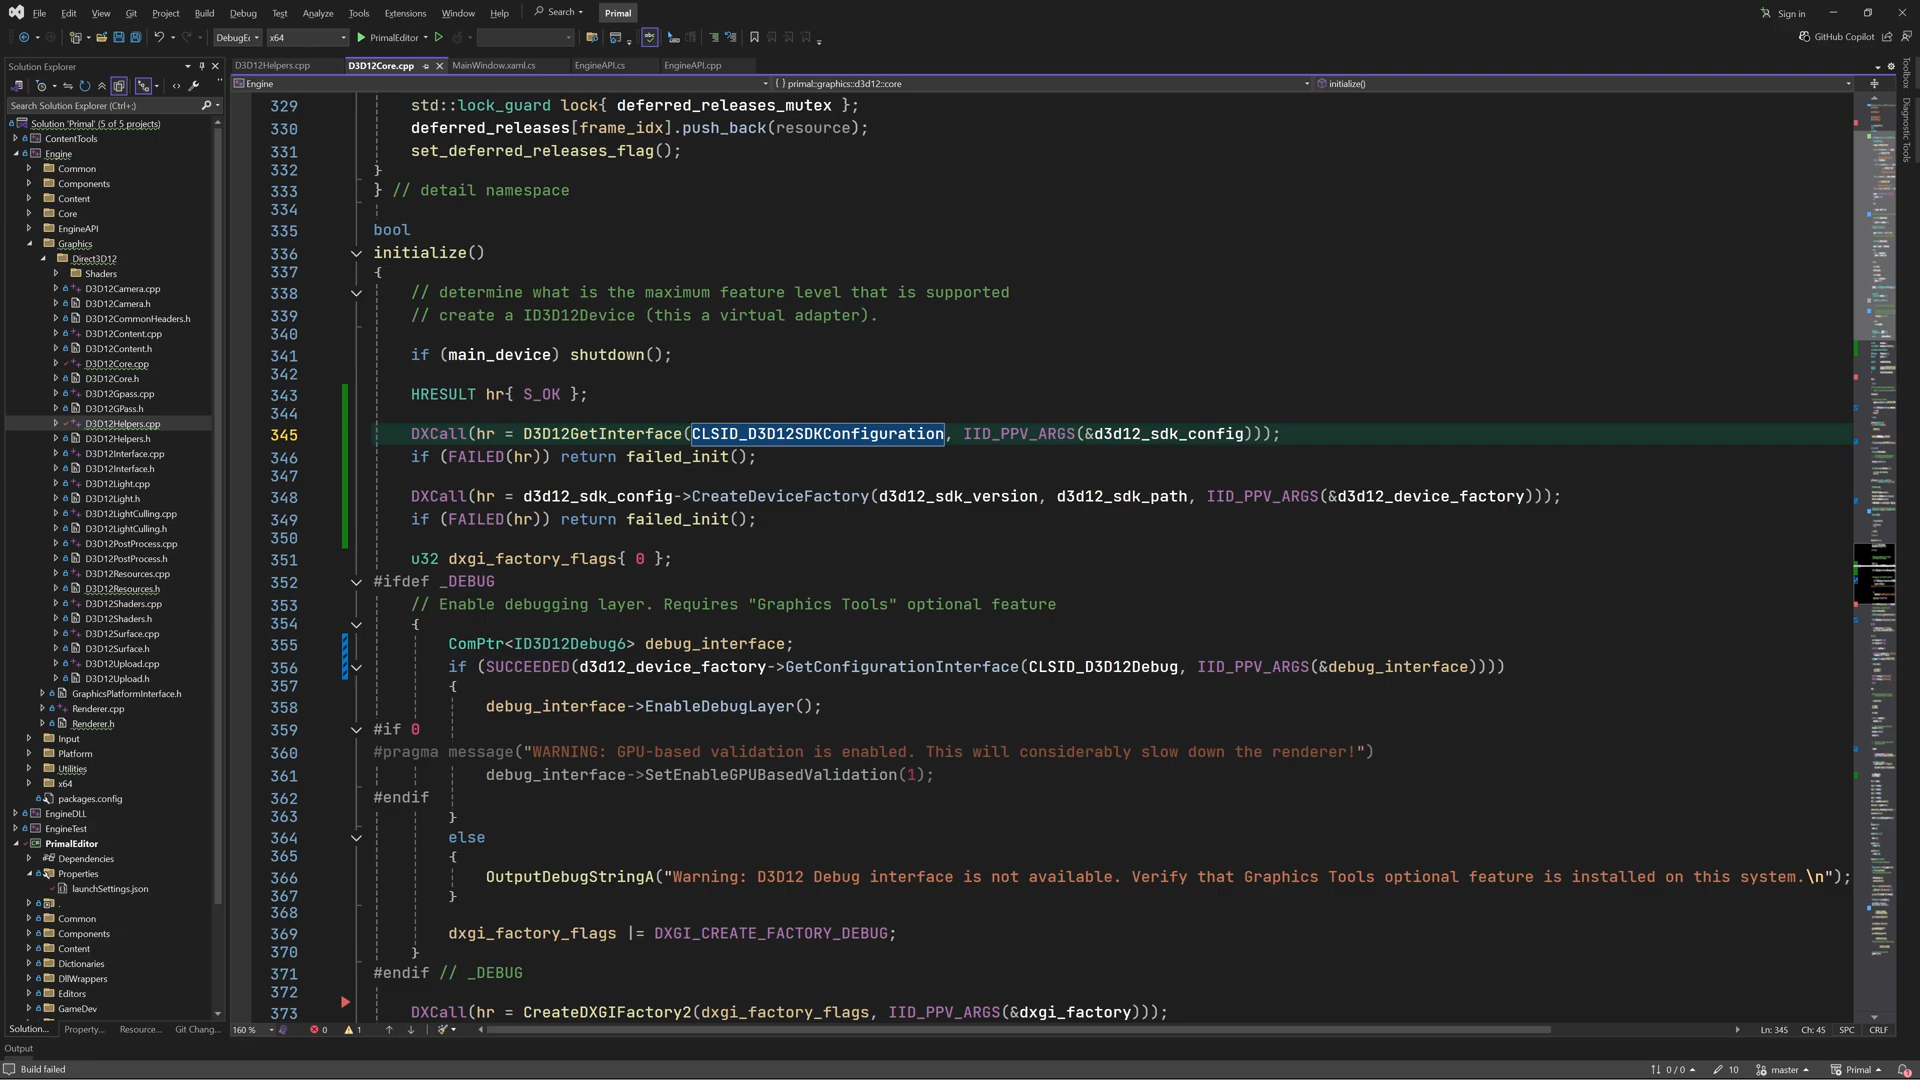 File Edit View Git Project Build Debug Test Analyze Tools Extensions Window Help Search Primal Sign in
DebugEc x64 PrimalEditor GitHub Copilot
Solution Explorer
D3D12Helpers.cpp D3D12Core.cpp MainWindow.xaml.cs EngineAPI.cs EngineAPI.cpp
Engine { } primal::graphics::d3d12::core initialize()
Search Solution Explorer (Ctrl+;)
Solution 'Primal' (5 of 5 projects)
ContentTools
Engine
Common
Components
Content
Core
EngineAPI
Graphics
Direct3D12
Shaders
D3D12Camera.cpp
D3D12Camera.h
D3D12CommonHeaders.h
D3D12Content.cpp
D3D12Content.h
D3D12Core.cpp
D3D12Core.h
D3D12Gpass.cpp
D3D12GPass.h
D3D12Helpers.cpp
D3D12Helpers.h
D3D12Interface.cpp
D3D12Interface.h
D3D12Light.cpp
D3D12Light.h
D3D12LightCulling.cpp
D3D12LightCulling.h
D3D12PostProcess.cpp
D3D12PostProcess.h
D3D12Resources.cpp
D3D12Resources.h
D3D12Shaders.cpp
D3D12Shaders.h
D3D12Surface.cpp
D3D12Surface.h
D3D12Upload.cpp
D3D12Upload.h
GraphicsPlatformInterface.h
Renderer.cpp
Renderer.h
Input
Platform
Utilities
x64
packages.config
EngineDLL
EngineTest
PrimalEditor
Dependencies
Properties
launchSettings.json
.
Common
Components
Content
Dictionaries
DllWrappers
Editors
GameDev
Solution... Property... Resource... Git Chang...
329 std::lock_guard lock{ deferred_releases_mutex };
330 deferred_releases[frame_idx].push_back(resource);
331 set_deferred_releases_flag();
332 }
333 } // detail namespace
334
335 bool
336 initialize()
337 {
338 // determine what is the maximum feature level that is supported
339 // create a ID3D12Device (this a virtual adapter).
340
341 if (main_device) shutdown();
342
343 HRESULT hr{ S_OK };
344
345 DXCall(hr = D3D12GetInterface(CLSID_D3D12SDKConfiguration, IID_PPV_ARGS(&d3d12_sdk_config)));
346 if (FAILED(hr)) return failed_init();
347
348 DXCall(hr = d3d12_sdk_config->CreateDeviceFactory(d3d12_sdk_version, d3d12_sdk_path, IID_PPV_ARGS(&d3d12_device_factory)));
349 if (FAILED(hr)) return failed_init();
350
351 u32 dxgi_factory_flags{ 0 };
352 #ifdef _DEBUG
353 // Enable debugging layer. Requires "Graphics Tools" optional feature
354 {
355 ComPtr<ID3D12Debug6> debug_interface;
356 if (SUCCEEDED(d3d12_device_factory->GetConfigurationInterface(CLSID_D3D12Debug, IID_PPV_ARGS(&debug_interface))))
357 {
358 debug_interface->EnableDebugLayer();
359 #if 0
360 #pragma message("WARNING: GPU-based validation is enabled. This will considerably slow down the renderer!")
361 debug_interface->SetEnableGPUBasedValidation(1);
362 #endif
363 }
364 else
365 {
366 OutputDebugStringA("Warning: D3D12 Debug interface is not available. Verify that Graphics Tools optional feature is installed on this system.\n");
367 }
368
369 dxgi_factory_flags |= DXGI_CREATE_FACTORY_DEBUG;
370 }
371 #endif // _DEBUG
372
373 DXCall(hr = CreateDXGIFactory2(dxgi_factory_flags, IID_PPV_ARGS(&dxgi_factory)));
160 % 0 1 Ln: 345 Ch: 45 SPC CRLF
Toolbox
Diagnostic Tools
Output
Build failed 0 / 0 10 master Primal 1